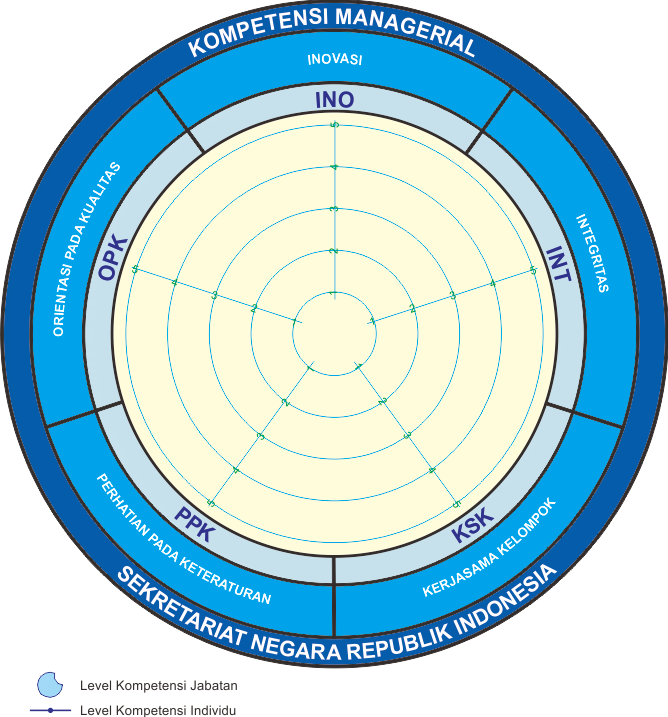 KOMPETENSI MANAGERIAL
INOVASI
INO
ORIENTASI PADA KUALITAS
OPK
INTEGRITAS
INT
5
4
3
2
1
5
4
3
2
1
1
2
3
4
5
1
2
3
4
5
1
2
3
4
5
PPK
KSK
PERHATIAN PADA KETERATURAN
KERJASAMA KELOMPOK
SEKRETARIAT NEGARA REPUBLIK INDONESIA
Level Kompetensi Jabatan
Level Kompetensi Individu